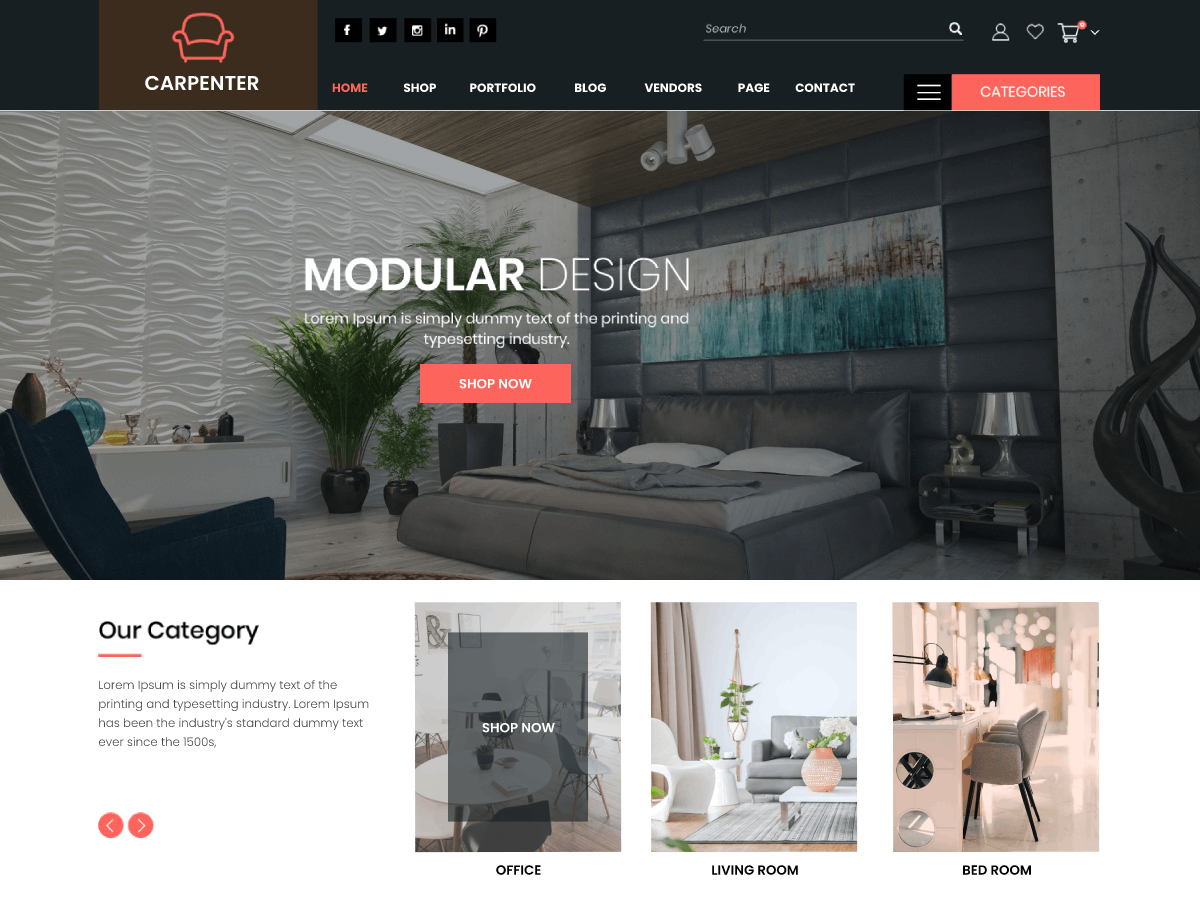 CARPENTER
Search
0
HOME SHOP PORTFOLIO BLOG VENDORS PAGE CONTACT
CATEGORIES
MODULAR DESIGN
Lorem Ipsum is simply dummy text of the printing and
typesetting industry.
SHOP NOW
Our Category
Lorem Ipsum is simply dummy text of the
printing and typesetting industry. Lorem Ipsum
has been the industry's standard dummy text
ever since the 1500s,
&
SHOP NOW
OFFICE
LIVING ROOM
BED ROOM